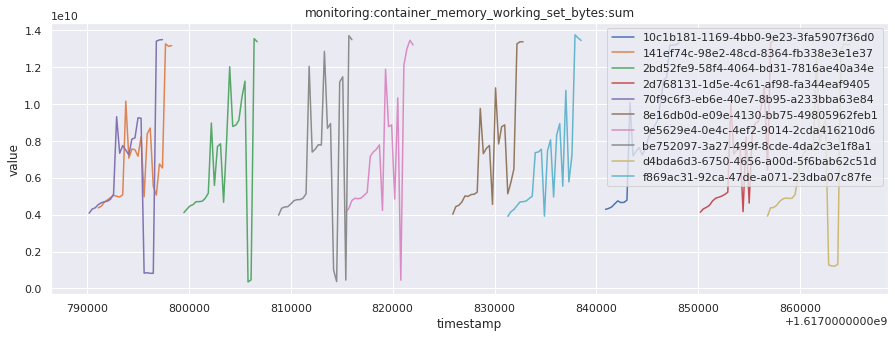 monitoring:container_memory_working_set_bytes:sum
1e10
1.4
1.2
1.0
0.8
0.6
0.4
0.2
0.0
value
10c1b181-1169-4bb0-9e23-3fa5907f36d0
141ef74c-98e2-48cd-8364-fb338e3e1e37
2bd52fe9-58f4-4064-bd31-7816ae40a34e
2d768131-1d5e-4c61-af98-fa344eaf9405
70f9c6f3-eb6e-40e7-8b95-a233bba63e84
8e16db0d-e09e-4130-bb75-49805962feb1
9e5629e4-0e4c-4ef2-9014-2cda416210d6
be752097-3a27-499f-8cde-4da2c3e1f8a1
d4bda6d3-6750-4656-a00d-5f6bab62c51d
f869ac31-92ca-47de-a071-23dba07c87fe
790000 800000 810000 820000 830000 840000 850000 860000
timestamp
+1.6170000000e9